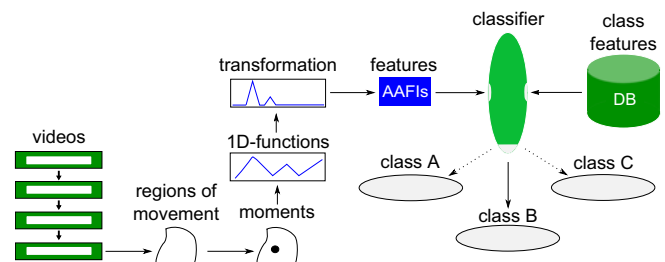 classifier
class
features
transformation
features
AAFIs
DB
videos
1D-functions
class A
class C
regions of
movement
moments
class B